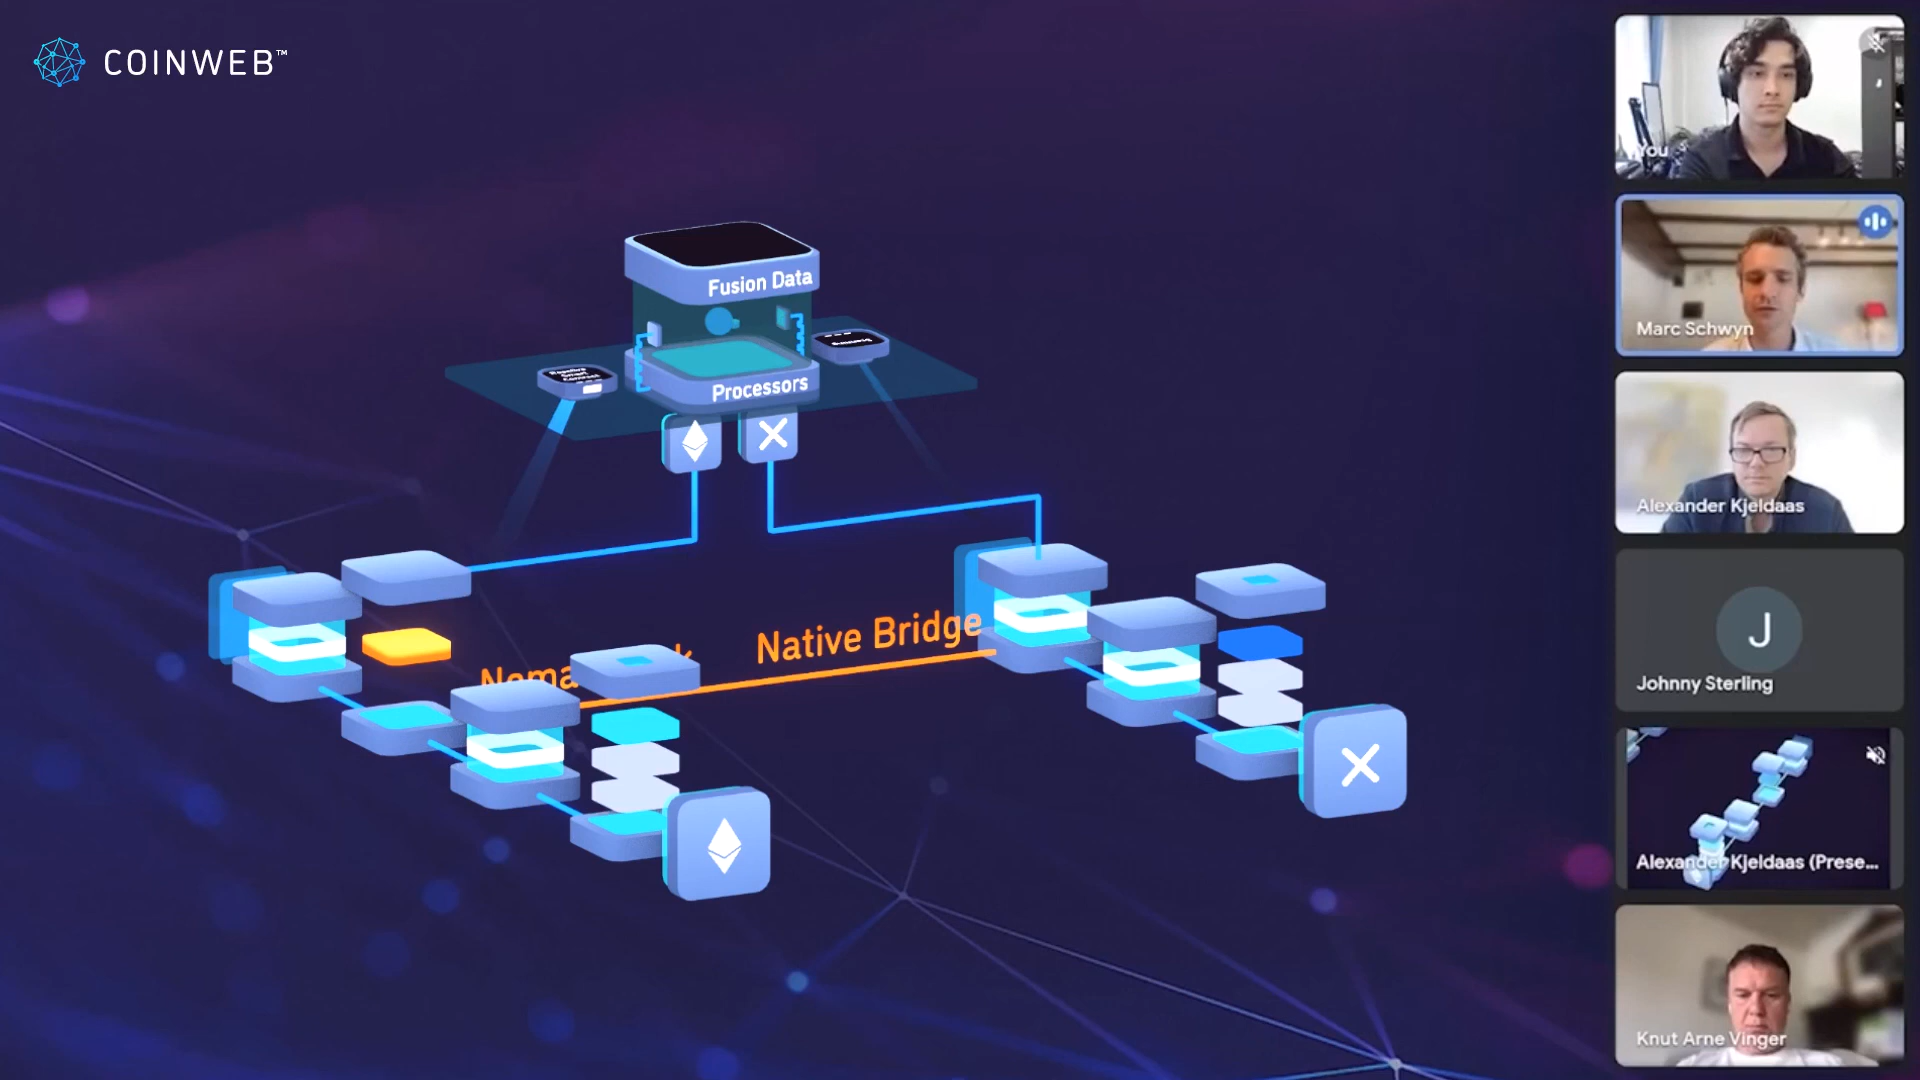 COINWEB™
Fusion Data
Processors
Native Bridge
You
Marc Schwyn
Alexander Kjeldaas
J
Johnny Sterling
Alexander Kjeldaas (Prese...
Knut Arne Vinger